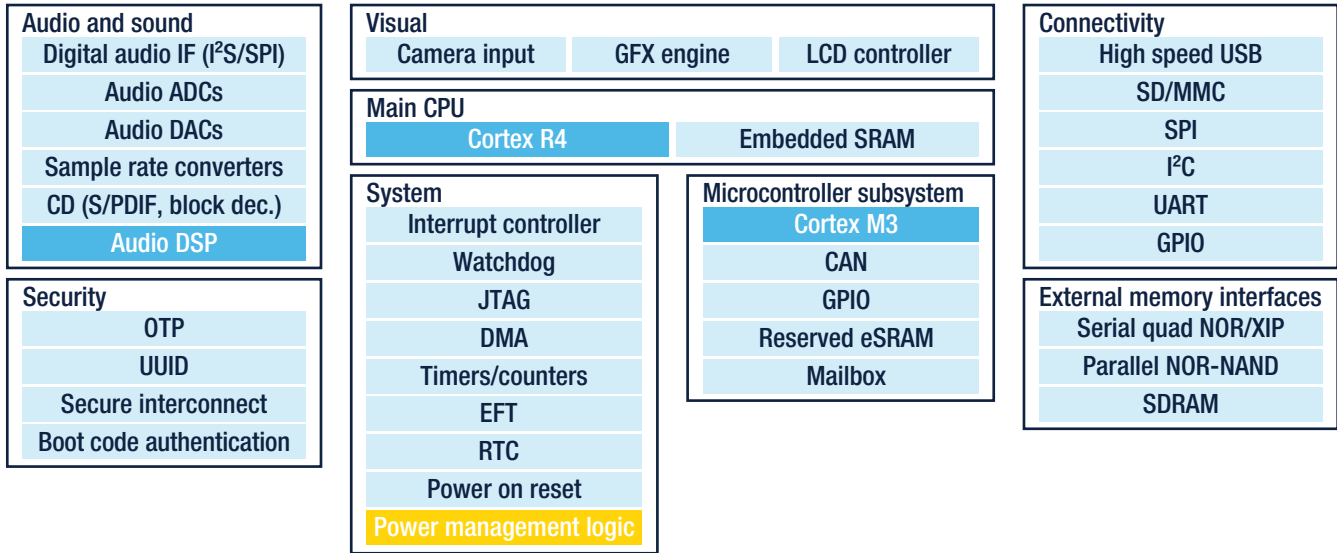 Audio and sound
Digital audio IF (I²S/SPI)
Audio ADCs
Audio DACs
Sample rate converters
CD (S/PDIF, block dec.)
Audio DSP
Security
OTP
UUID
Secure interconnect
Boot code authentication
Visual
Camera input
GFX engine
LCD controller
Main CPU
Cortex R4
Embedded SRAM
System
Interrupt controller
Watchdog
JTAG
DMA
Timers/counters
EFT
RTC
Power on reset
Power management logic
Microcontroller subsystem
Cortex M3
CAN
GPIO
Reserved eSRAM
Mailbox
Connectivity
High speed USB
SD/MMC
SPI
I²C
UART
GPIO
External memory interfaces
Serial quad NOR/XIP
Parallel NOR-NAND
SDRAM